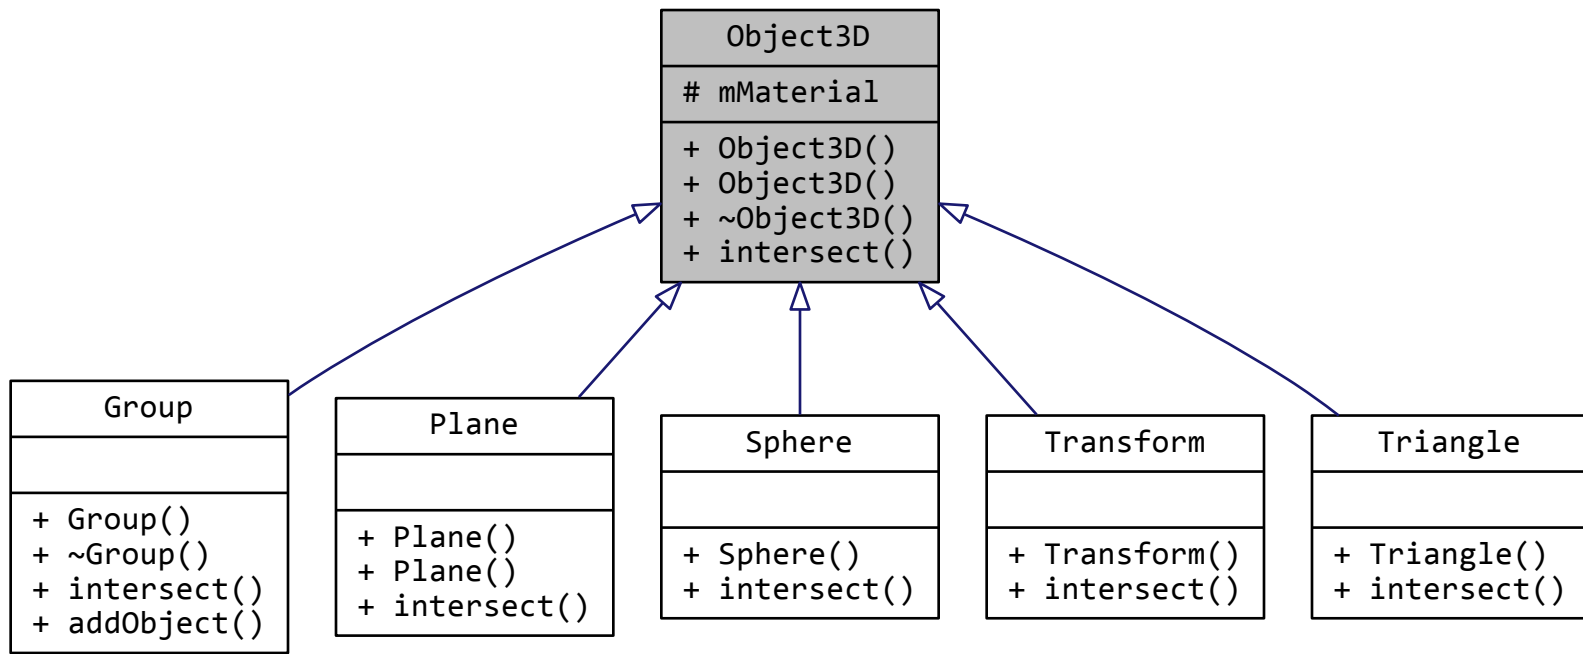 Object3D
# mMaterial
+ Object3D()
+ Object3D()
+ ~Object3D()
+ intersect()
Group
+ Group()
+ ~Group()
+ intersect()
+ addObject()
Plane
+ Plane()
+ Plane()
+ intersect()
Sphere
+ Sphere()
+ intersect()
Transform
+ Transform()
+ intersect()
Triangle
+ Triangle()
+ intersect()